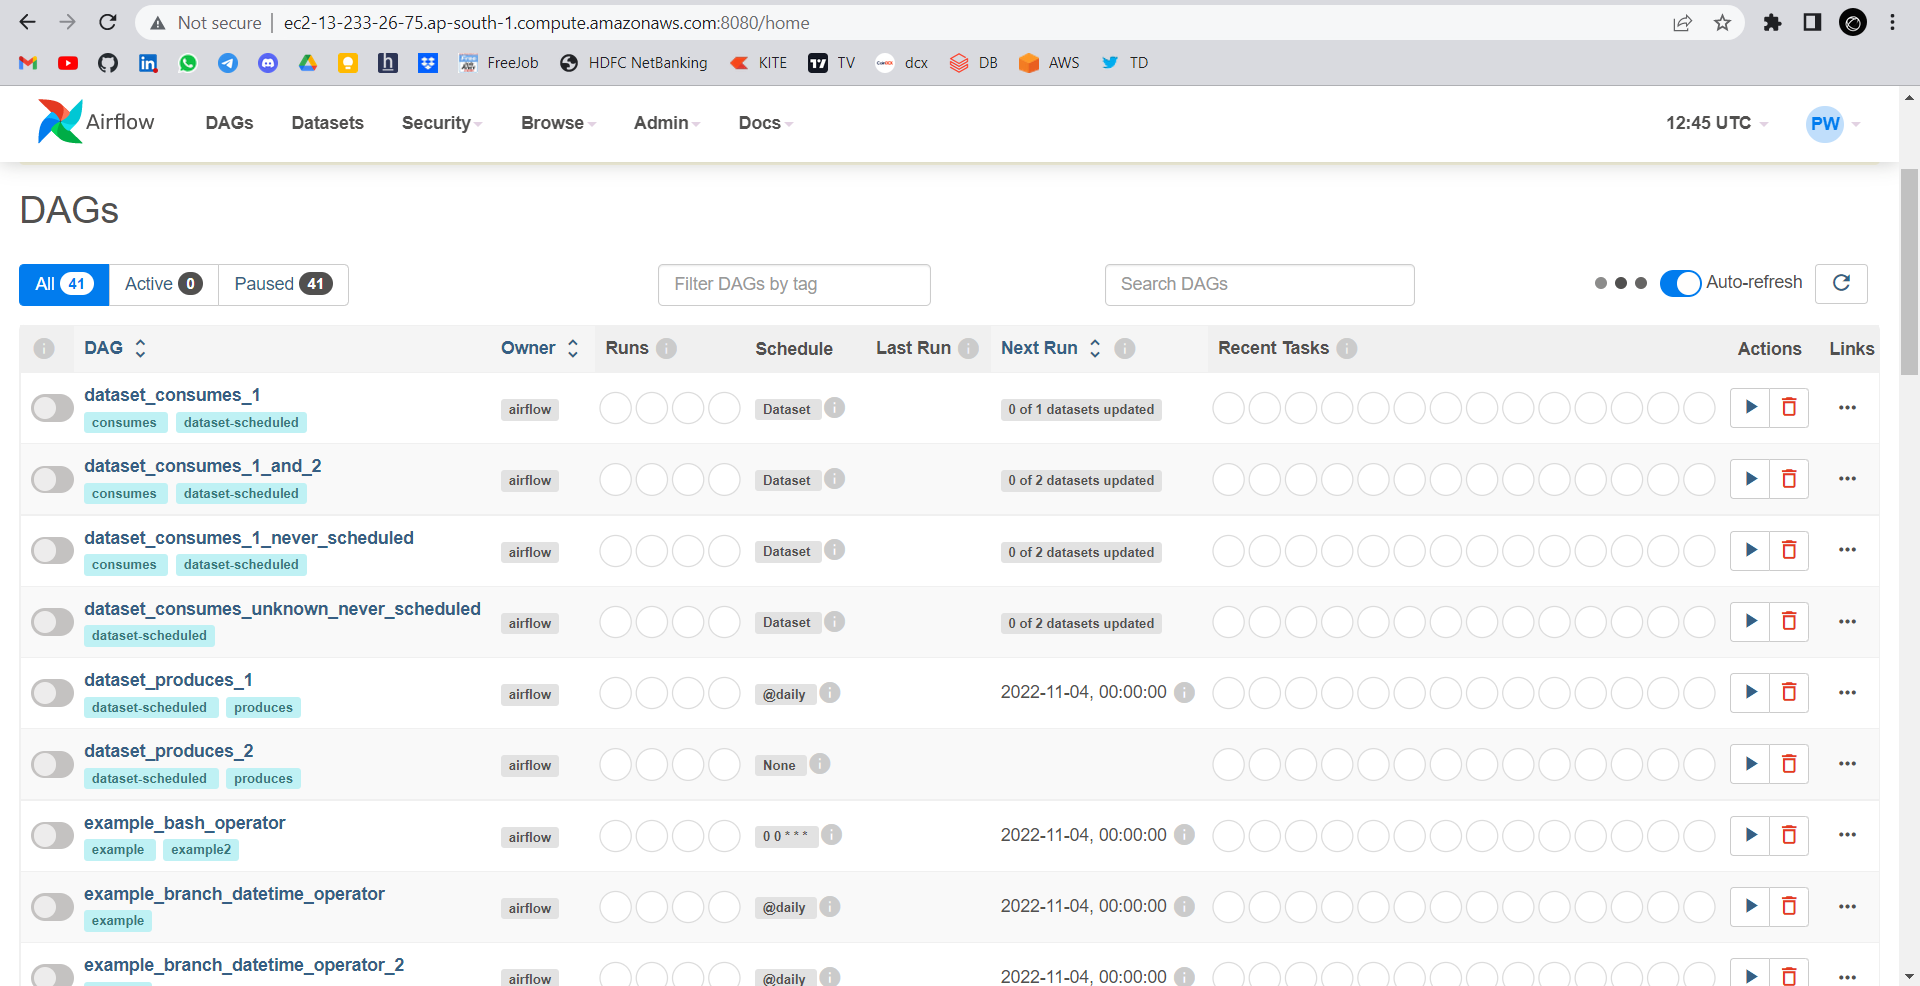 Not secure | ec2-13-233-26-75.ap-south-1.compute.amazonaws.com:8080/home
FreeJob HDFC NetBanking KITE TV dcx DB AWS TD
Airflow DAGs Datasets Security Browse Admin Docs 12:45 UTC PW
DAGs
All 41 Active 0 Paused 41 Filter DAGs by tag Search DAGs Auto-refresh
DAG Owner Runs Schedule Last Run Next Run Recent Tasks Actions Links
dataset_consumes_1
consumes dataset-scheduled airflow Dataset 0 of 1 datasets updated
dataset_consumes_1_and_2
consumes dataset-scheduled airflow Dataset 0 of 2 datasets updated
dataset_consumes_1_never_scheduled
consumes dataset-scheduled airflow Dataset 0 of 2 datasets updated
dataset_consumes_unknown_never_scheduled
dataset-scheduled airflow Dataset 0 of 2 datasets updated
dataset_produces_1
dataset-scheduled produces airflow @daily 2022-11-04, 00:00:00
dataset_produces_2
dataset-scheduled produces airflow None
example_bash_operator
example example2 airflow 0 0 * * * 2022-11-04, 00:00:00
example_branch_datetime_operator
example airflow @daily 2022-11-04, 00:00:00
example_branch_datetime_operator_2
airflow @daily 2022-11-04, 00:00:00